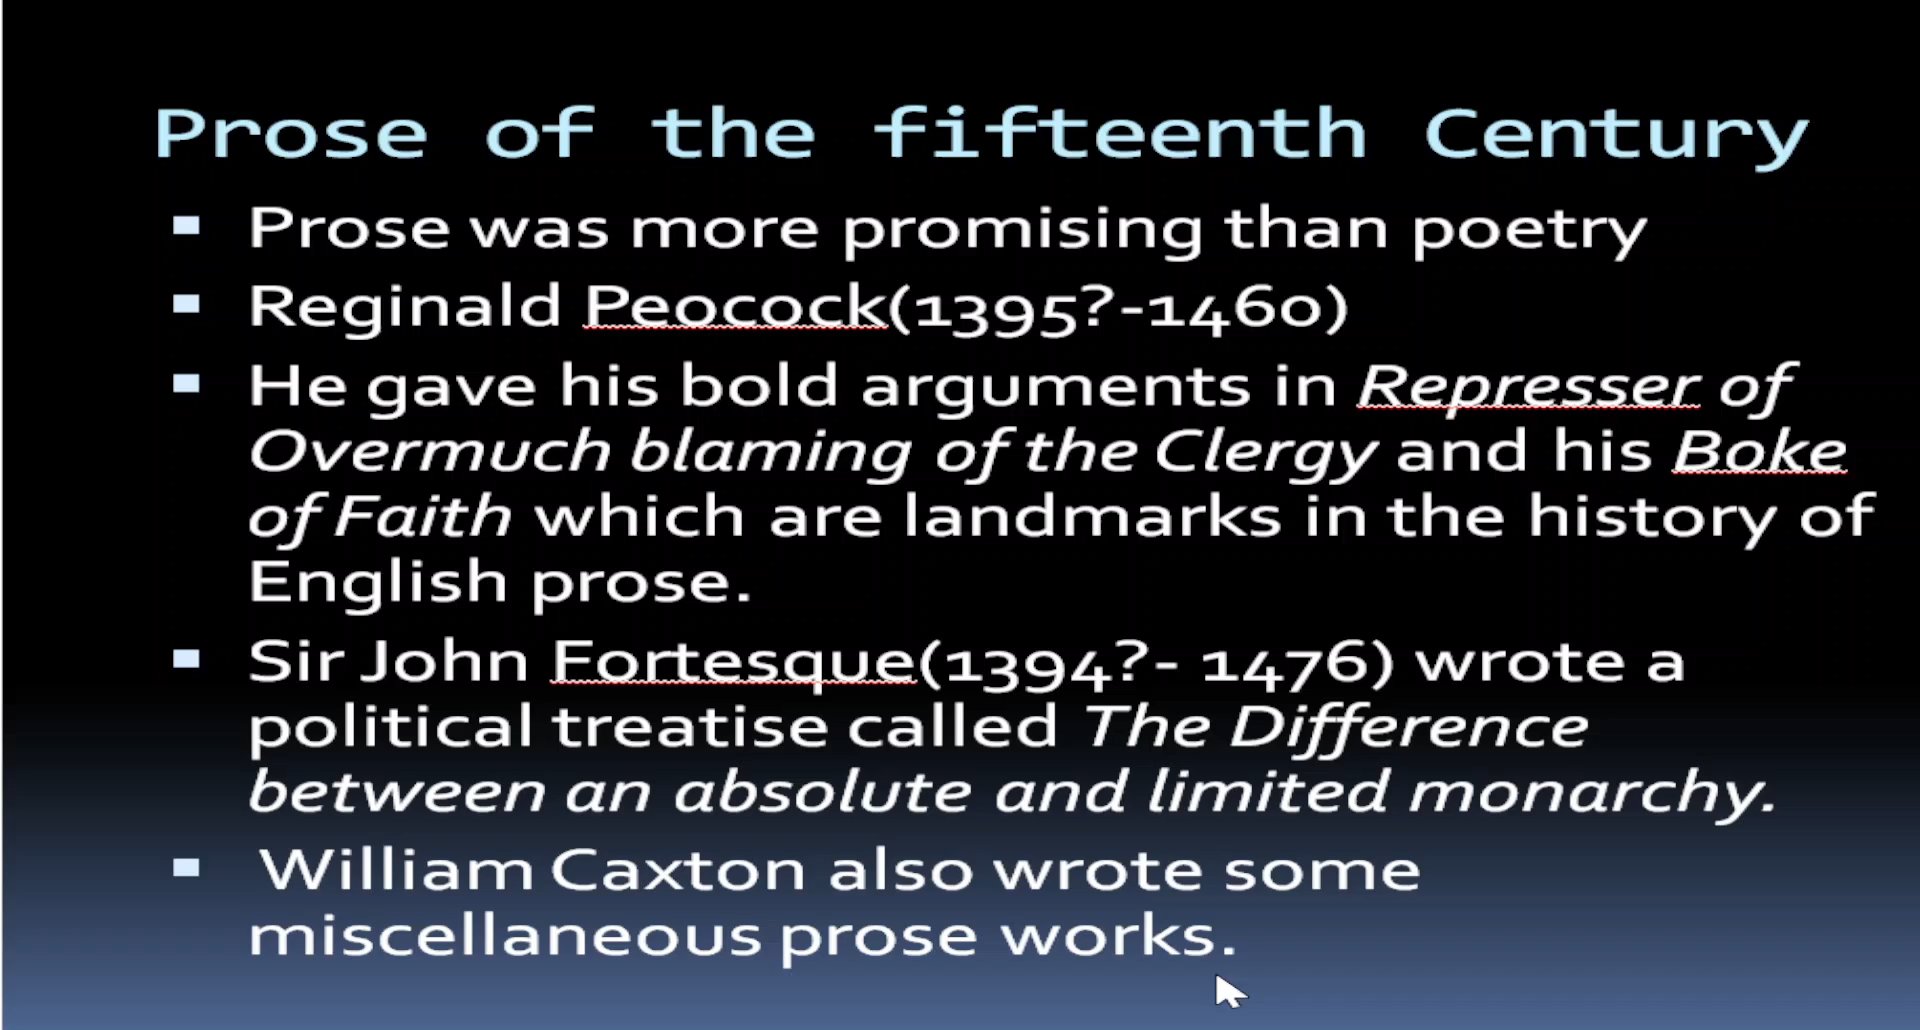 Prose of the fifteenth Century
Prose was more promising than poetry
Reginald Peocock(1395?-1460)
He gave his bold arguments in Represser of
Overmuch blaming of the Clergy and his Boke
of Faith which are landmarks in the history of
English prose.
Sir John Fortesque(1394?- 1476) wrote a
political treatise called The Difference
between an absolute and limited monarchy.
William Caxton also wrote some
miscellaneous prose works.